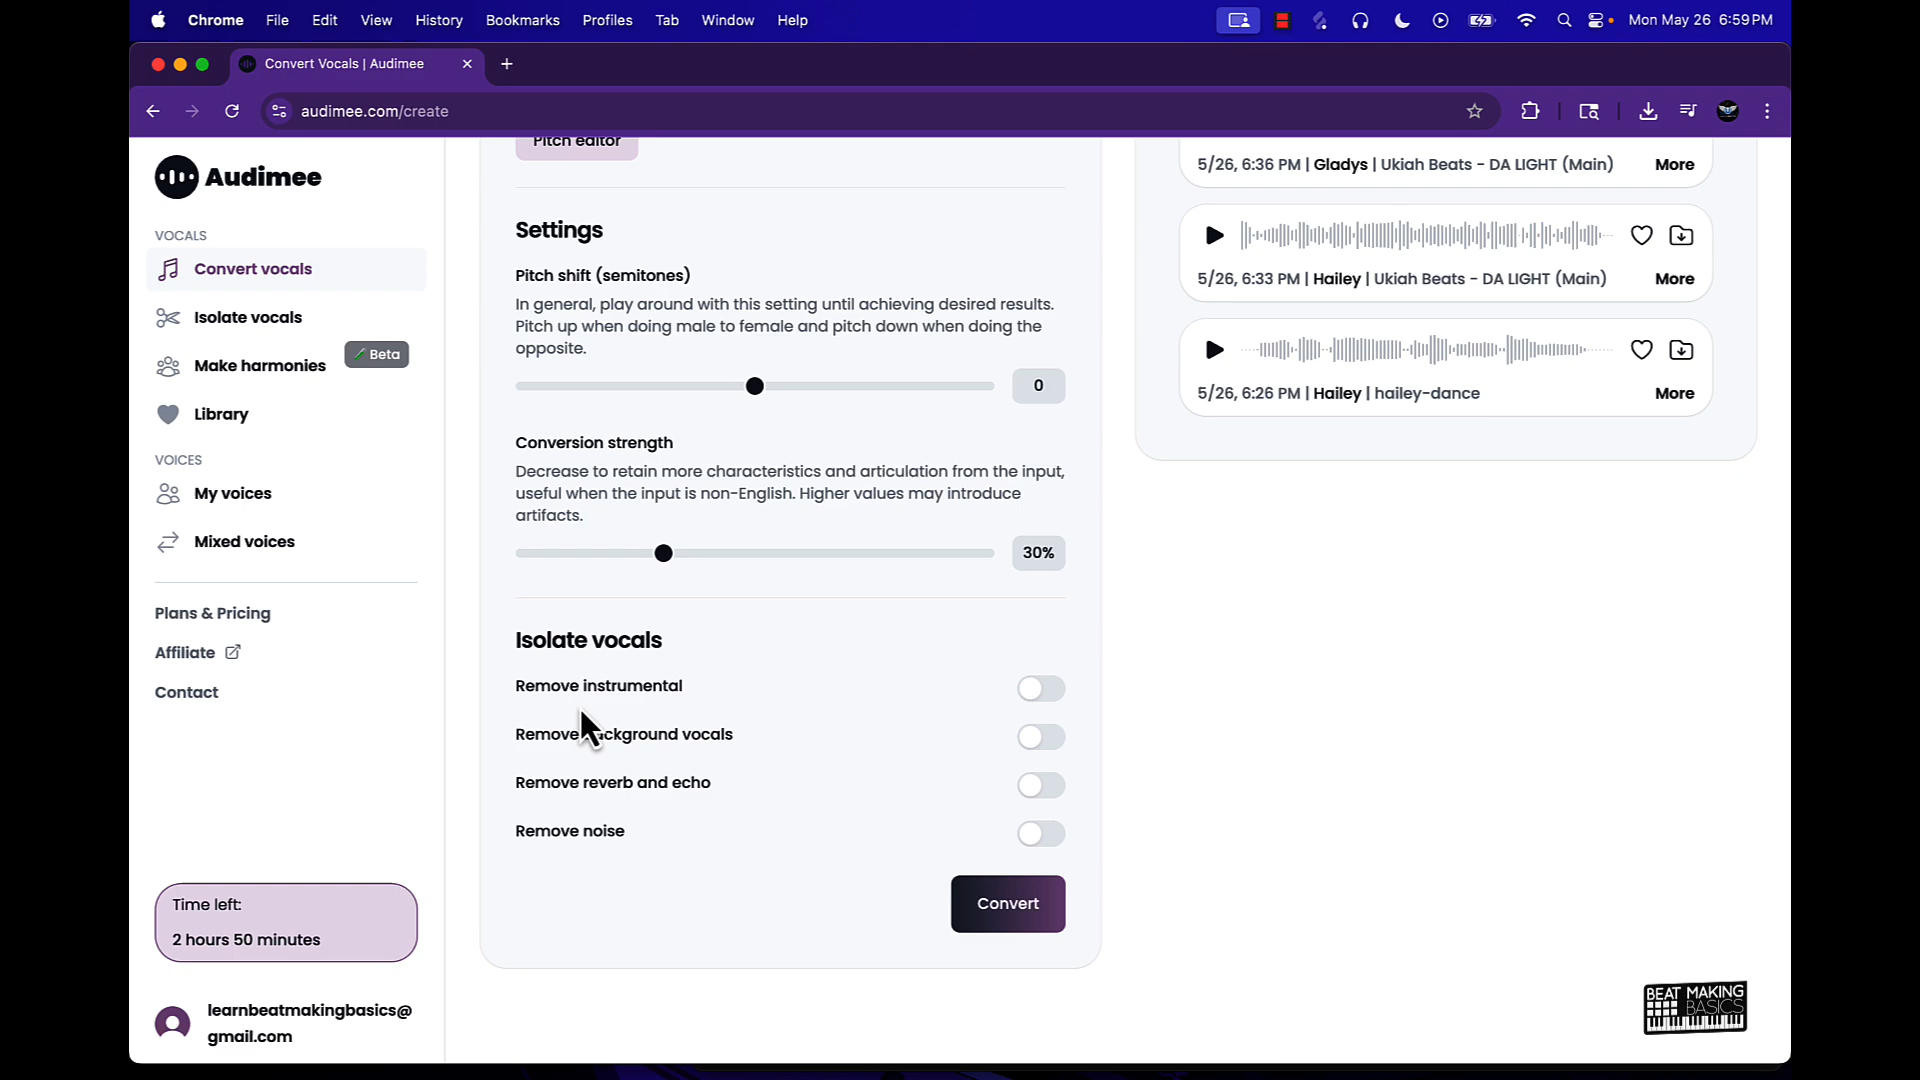 Chrome File Edit View History Bookmarks Profiles Tab Window Help Mon May 26 6:59 PM
Convert Vocals | Audimee
audimee.com/create
Audimee
VOCALS
Convert vocals
Isolate vocals
Make harmonies
Beta
Library
VOICES
My voices
Mixed voices
Plans & Pricing
Affiliate
Contact
Time left:
2 hours 50 minutes
learnbeatmakingbasics@
gmail.com
Pitch editor
Settings
Pitch shift (semitones)
In general, play around with this setting until achieving desired results.
Pitch up when doing male to female and pitch down when doing the
opposite.
0
Conversion strength
Decrease to retain more characteristics and articulation from the input,
useful when the input is non-English. Higher values may introduce
artifacts.
30%
Isolate vocals
Remove instrumental
Remove background vocals
Remove reverb and echo
Remove noise
Convert
5/26, 6:36 PM | Gladys | Ukiah Beats - DA LIGHT (Main) More
5/26, 6:33 PM | Hailey | Ukiah Beats - DA LIGHT (Main) More
5/26, 6:26 PM | Hailey | hailey-dance More
BEAT MAKING
BASICS